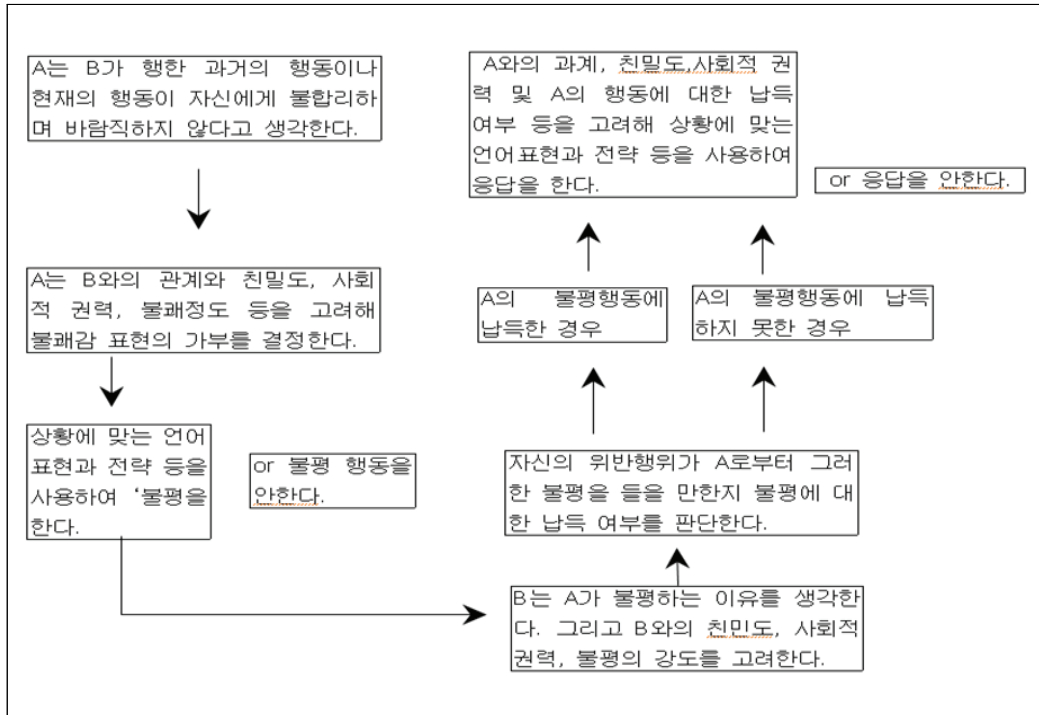 A는 B가 행한 과거의 행동이나
현재의 행동이 자신에게 불합리하
며 바람직하지 않다고 생각한다.
A는 B와의 관계와 친밀도, 사회
적 권력, 불쾌정도 등을 고려해
불쾌감 표현의 가부를 결정한다.
상황에 맞는 언어
표현과 전략 등을
사용하여 ‘불평을
한다.
or 불평 행동을
안한다.
B는 A가 불평하는 이유를 생각한
다. 그리고 B와의 친민도, 사회적
권력, 불평의 강도를 고려한다.
자신의 위반행위가 A로부터 그러
한 불평을 들을 만한지 불평에 대
한 납득 여부를 판단한다.
A의 불평행동에
납득한 경우
A의 불평행동에 납득
하지 못한 경우
A와의 과계, 친밀도,사회적 권
력 및 A의 행동에 대한 납득
여부 등을 고려해 상황에 맞는
언어표현과 전략 등을 사용하여
응답을 한다.
or 응답을 안한다.